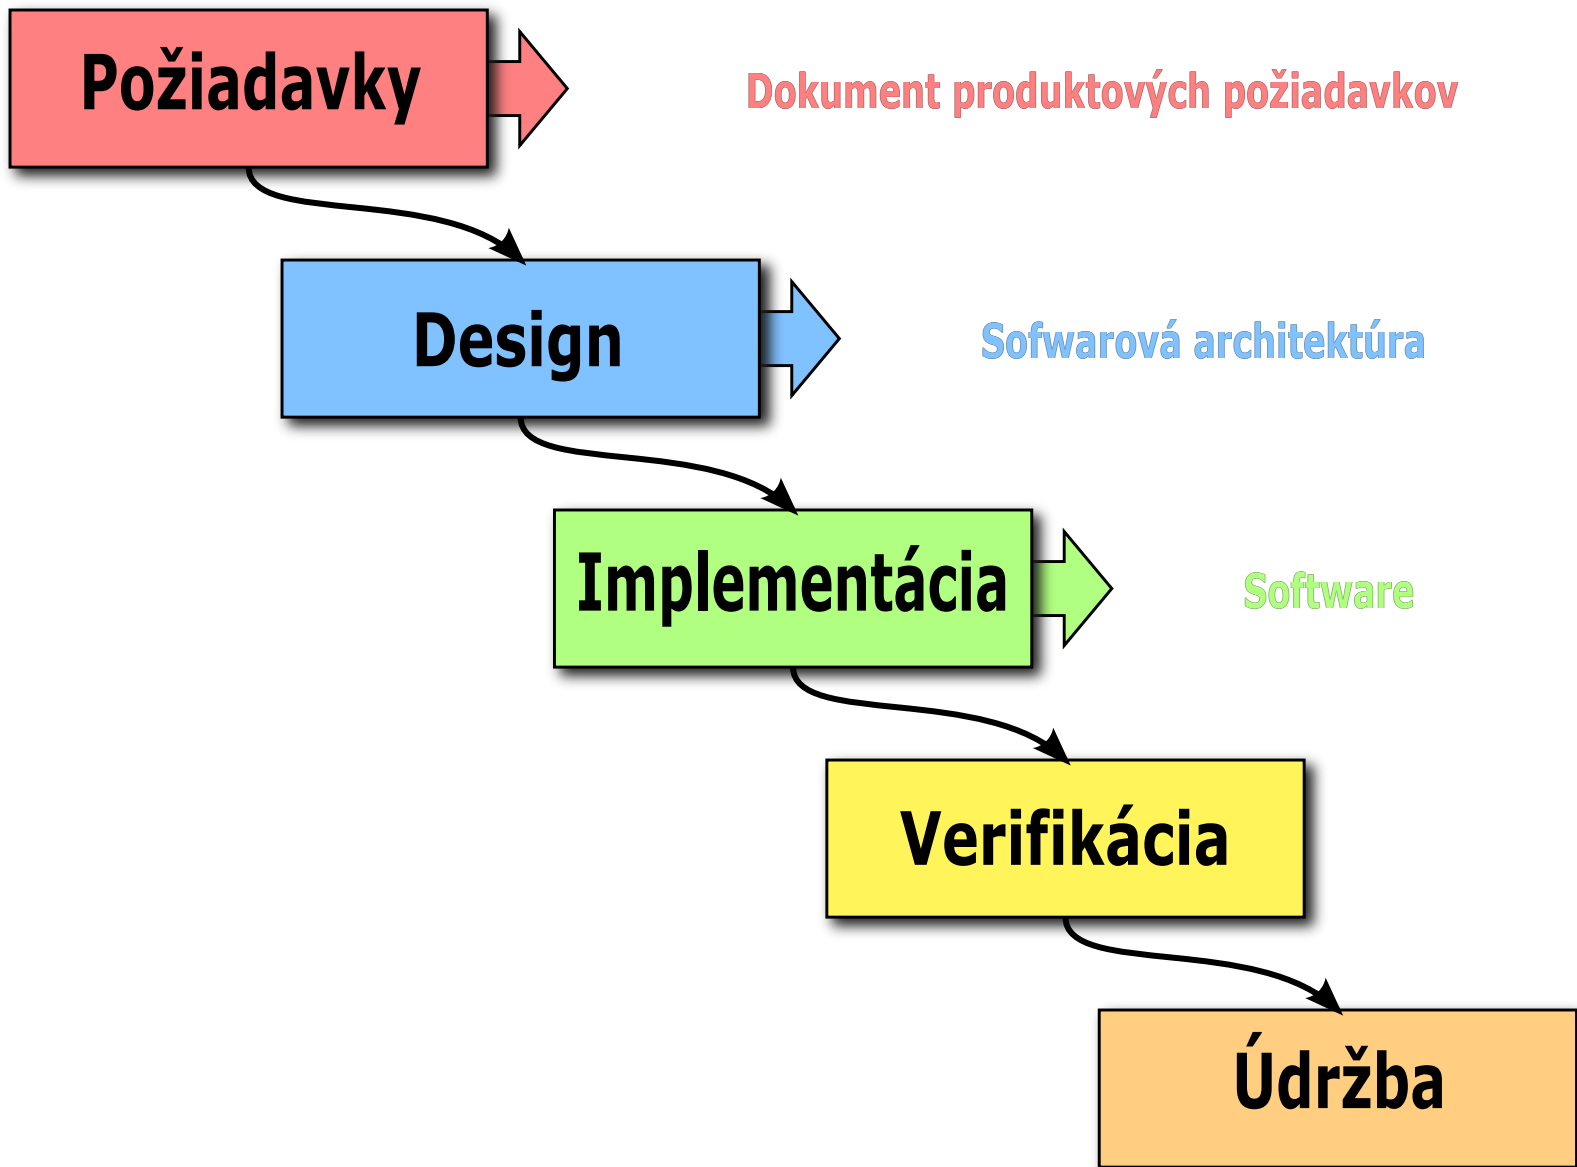 Požiadavky
Dokument produktových požiadavkov
Design
Sofwarová architektúra
Implementácia
Software
Verifikácia
Údržba